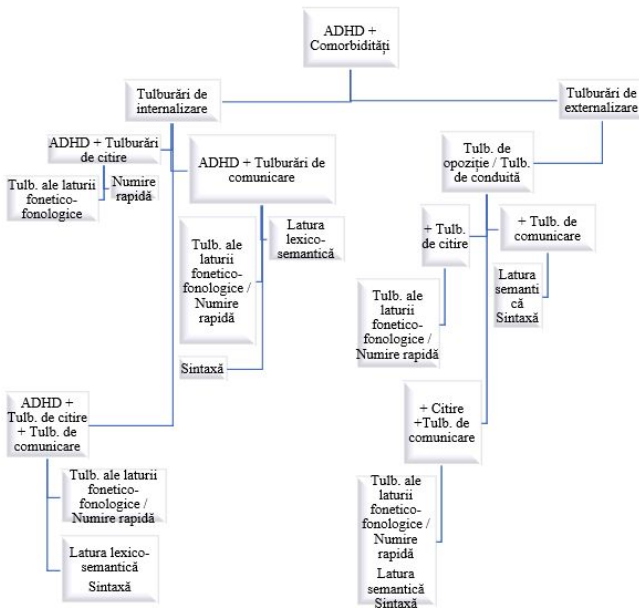 ADHD +
Comorbidități
Tulburări de
internalizare
Tulburări de
externalizare
ADHD + Tulburări
de citire
Tulb. ale laturii
fonetico-
fonologice
Numire
rapidă
ADHD + Tulburări de
comunicare
Tulb. ale
laturii
fonetico-
fonologice /
Numire
rapidă
Latura
lexico-
semantică
Sintaxă
ADHD +
Tulb. de citire
+ Tulb. de
comunicare
Tulb. ale laturii
fonetico-
fonologice /
Numire rapidă
Latura lexico-
semantică
Sintaxă
Tulb. de
opoziție / Tulb.
de conduită
+ Tulb.
de citire
Tulb. ale
laturii
fonetico-
fonologice /
Numire rapidă
+ Tulb. de
comunicare
Latura
semanti
că
Sintaxă
+ Citire
+Tulb. de
comunicare
Tulb. ale
laturii
fonetico-
fonologice /
Numire
rapidă
Latura
semantică
Sintaxă